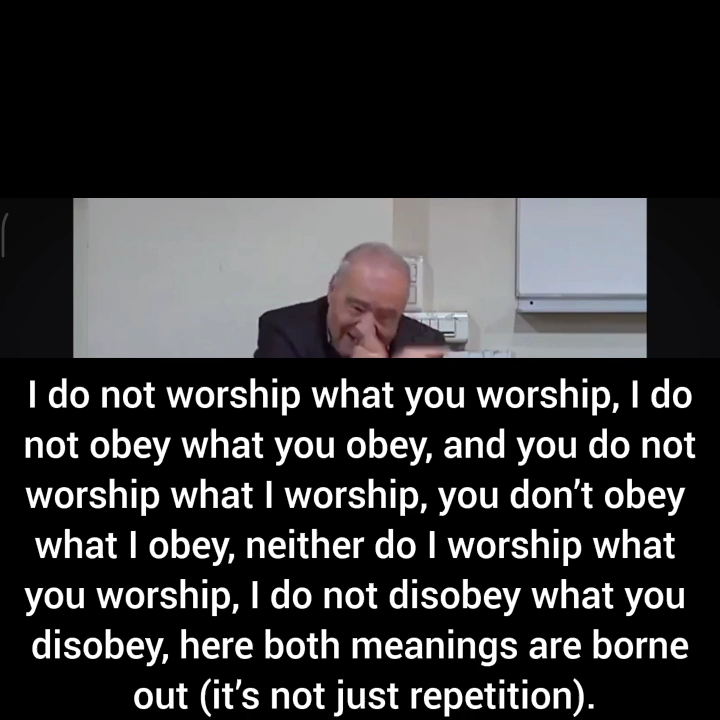 I do not worship what you worship, I do
not obey what you obey, and you do not
worship what I worship, you don’t obey
what I obey, neither do I worship what
you worship, I do not disobey what you
disobey, here both meanings are borne
out (it’s not just repetition).